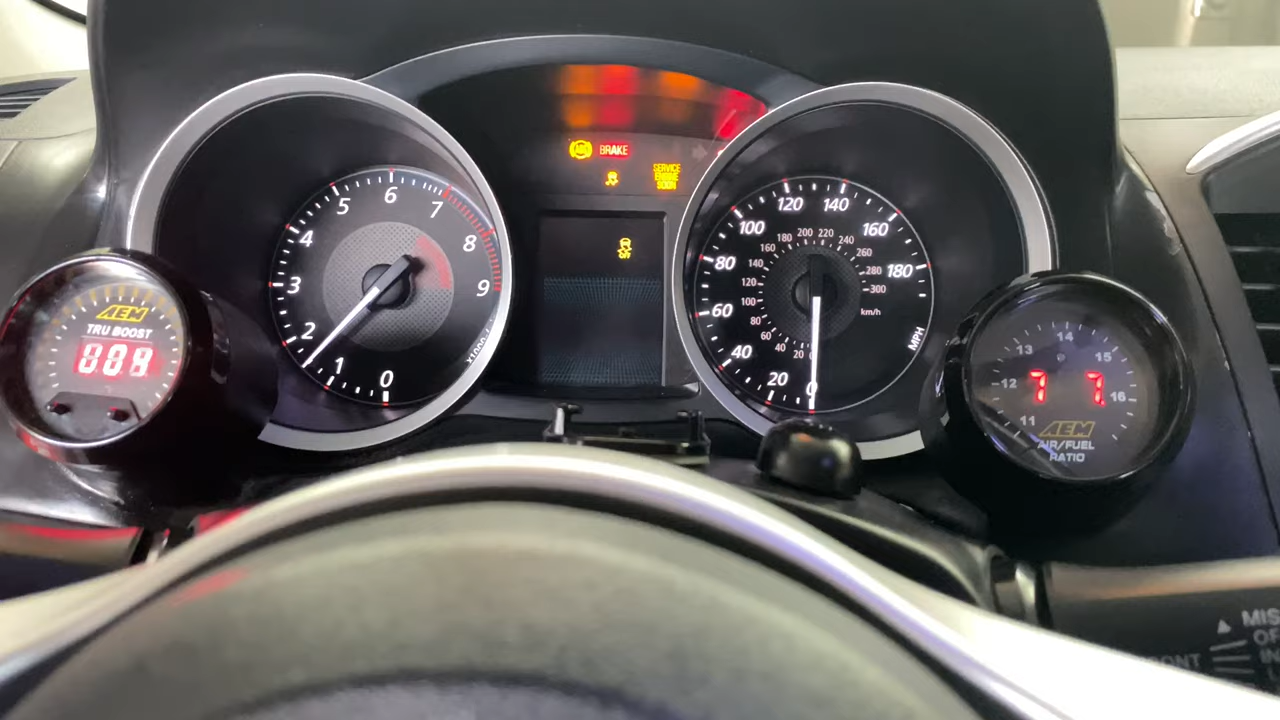 ABS BRAKE
SERVICE
ENGINE
SOON
OFF
0 1 2 3 4 5 6 7 8 9
0 20 40 60 80 100 120 140 160 180
20 40 60 80 100 120 140 160 180 200 220 240 260 280 300
km/h
MPH
AEM
TRU BOOST
11 12 13 14 15 16
AEM
AIR/FUEL
RATIO